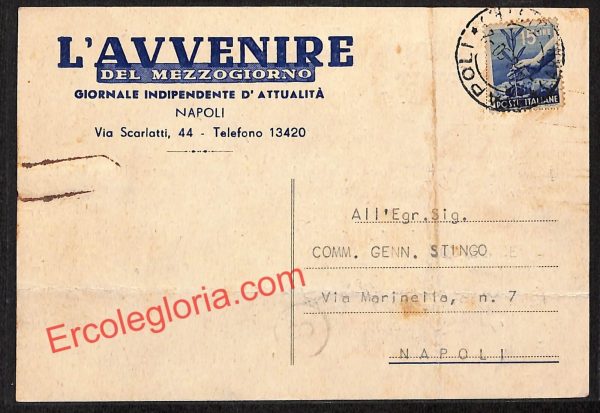 L'AVVENIRE
DEL MEZZOGIORNO
GIORNALE INDIPENDENTE D'ATTUALITÀ
NAPOLI
Via Scarlatti, 44 - Telefono 13420
POSTE ITALIANE
All'Egr.Sig.
COMM. GENN. STINGO
Via Marinella, n. 7
NAPOLI
Ercolegloria.com